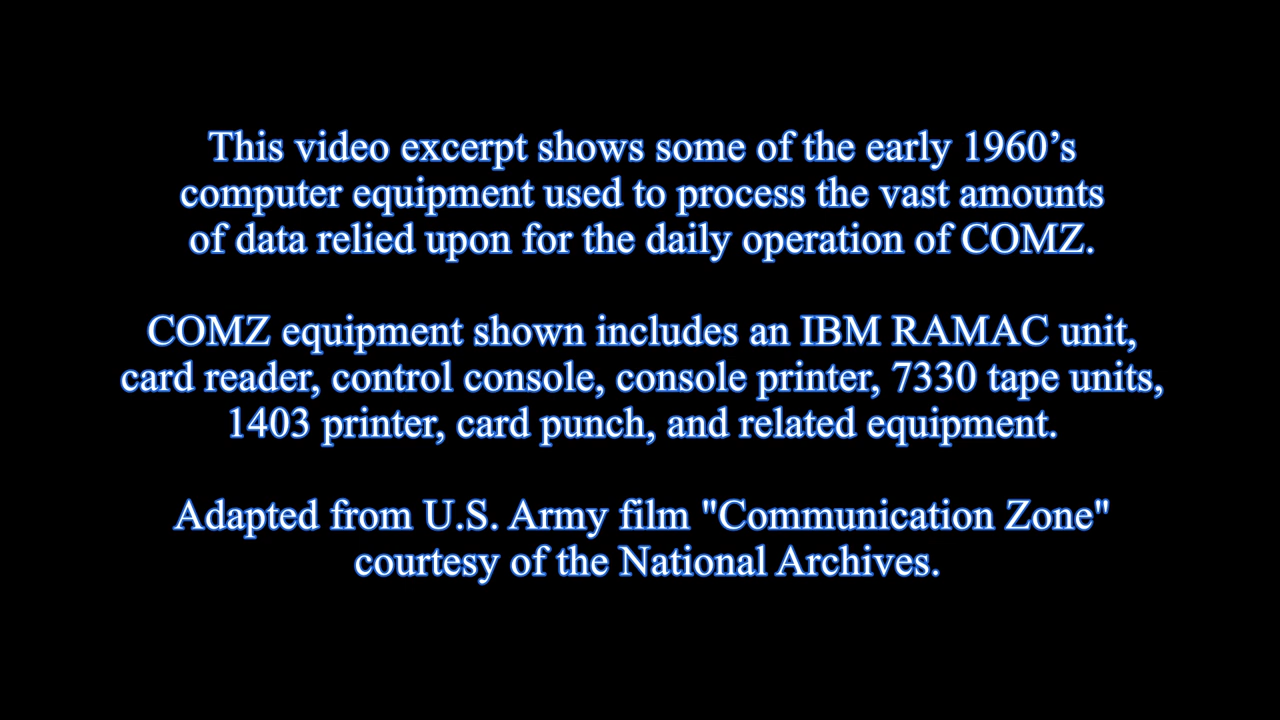 This video excerpt shows some of the early 1960’s
computer equipment used to process the vast amounts
of data relied upon for the daily operation of COMZ.
COMZ equipment shown includes an IBM RAMAC unit,
card reader, control console, console printer, 7330 tape units,
1403 printer, card punch, and related equipment.
Adapted from U.S. Army film "Communication Zone"
courtesy of the National Archives.